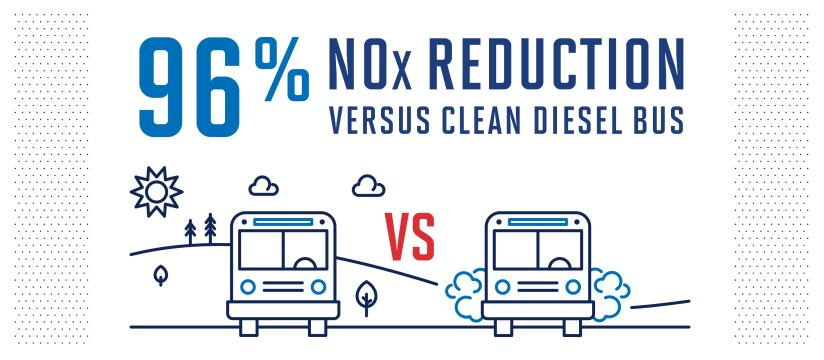 96% NOx REDUCTION
VERSUS CLEAN DIESEL BUS
VS